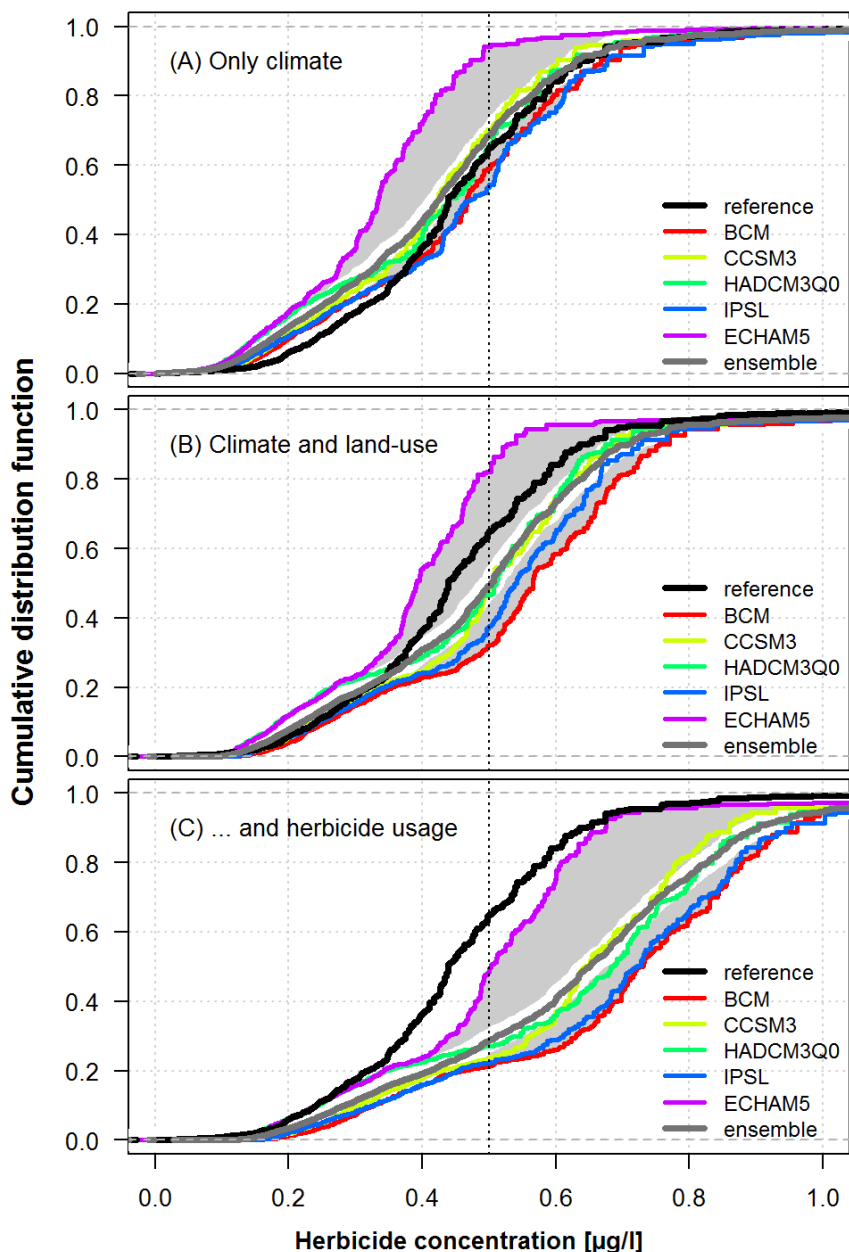 Cumulative distribution function
(A) Only climate
1.0
0.8
0.6
0.4
0.2
0.0
reference
BCM
CCSM3
HADCM3Q0
IPSL
ECHAM5
ensemble
(B) Climate and land-use
1.0
0.8
0.6
0.4
0.2
0.0
reference
BCM
CCSM3
HADCM3Q0
IPSL
ECHAM5
ensemble
(C) ... and herbicide usage
1.0
0.8
0.6
0.4
0.2
0.0
reference
BCM
CCSM3
HADCM3Q0
IPSL
ECHAM5
ensemble
0.0 0.2 0.4 0.6 0.8 1.0
Herbicide concentration [µg/l]